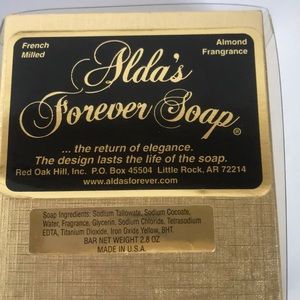 French
Milled
Almond
Frangrance
Alda's
Forever Soap®
... the return of elegance.
The design lasts the life of the soap.
Red Oak Hill, Inc. P.O. Box 45504 Little Rock, AR 72214
www.aldasforever.com
Soap Ingredients: Sodium Tallowate, Sodium Cocoate,
Water, Fragrance, Glycerin, Sodium Chloride, Tetrasodium
EDTA, Titanium Dioxide, Iron Oxide Yellow, BHT.
BAR NET WEIGHT 2.8 OZ
MADE IN U.S.A.